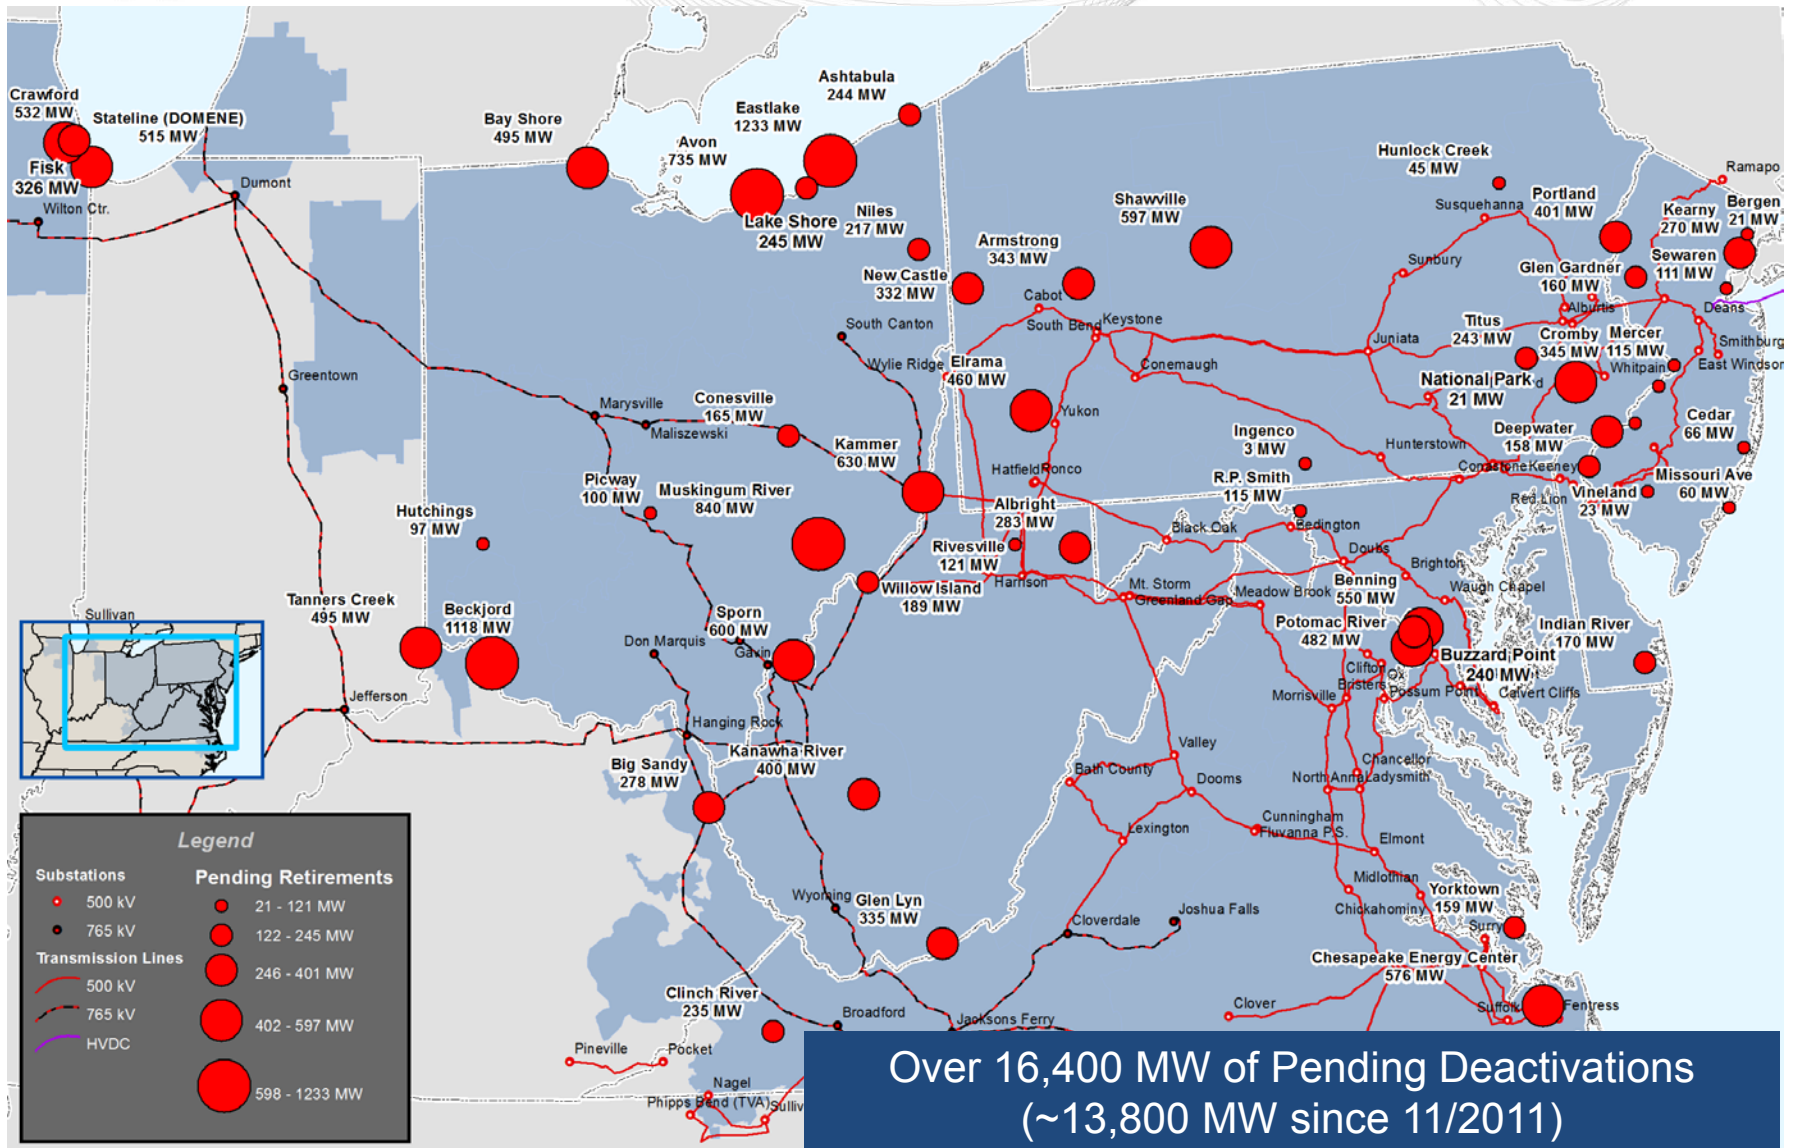 Crawford
532 MW
Stateline (DOMENE)
515 MW
Fisk
326 MW
Wilton Ctr.
Dumont
Bay Shore
495 MW
Avon
735 MW
Eastlake
1233 MW
Ashtabula
244 MW
Lake Shore
245 MW
Niles
217 MW
New Castle
332 MW
Armstrong
343 MW
Shawville
597 MW
Hunlock Creek
45 MW
Susquehanna
Portland
401 MW
Kearny
270 MW
Ramapo
Bergen
21 MW
Sewaren
111 MW
Sunbury
Glen Gardner
160 MW
Alburtis
Deans
Smithburg
East Windsor
Cabot
South Bend
Keystone
Conemaugh
Juniata
Titus
243 MW
Cromby
345 MW
Mercer
115 MW
Whitpain
National Park
21 MW
South Canton
Wylie Ridge
Elrama
460 MW
Yukon
Greentown
Marysville
Maliszewski
Conesville
165 MW
Kammer
630 MW
Ingenco
3 MW
Hunterstown
Deepwater
158 MW
Cedar
66 MW
Hatfield
Ronco
Conastone
Keeney
Missouri Ave
60 MW
Picway
100 MW
Muskingum River
840 MW
R.P. Smith
115 MW
Red Lion
Vineland
23 MW
Hutchings
97 MW
Albright
283 MW
Black Oak
Bedington
Rivesville
121 MW
Harrison
Doubs
Brighton
Willow Island
189 MW
Mt. Storm
Greenland Gap
Meadow Brook
Benning
550 MW
Waugh Chapel
Tanners Creek
495 MW
Beckjord
1118 MW
Sporn
600 MW
Don Marquis
Gavin
Potomac River
482 MW
Buzzard Point
240 MW
Indian River
170 MW
Sullivan
Clifton
Ox
Bristers
Possum Point
Calvert Cliffs
Morrisville
Jefferson
Hanging Rock
Kanawha River
400 MW
Big Sandy
278 MW
Valley
Bath County
Dooms
Chancellor
North Anna
Ladysmith
Cunningham
Fluvanna P.S.
Lexington
Elmont
Midlothian
Chickahominy
Yorktown
159 MW
Surry
Wyoming
Glen Lyn
335 MW
Cloverdale
Joshua Falls
Chesapeake Energy Center
576 MW
Clinch River
235 MW
Broadford
Jacksons Ferry
Clover
Suffolk
Fentress
Pineville
Pocket
Nagel
Phipps Bend (TVA)
Sulliv
Legend
Substations
500 kV
765 kV
Transmission Lines
500 kV
765 kV
HVDC
Pending Retirements
21 - 121 MW
122 - 245 MW
246 - 401 MW
402 - 597 MW
598 - 1233 MW
Over 16,400 MW of Pending Deactivations
(~13,800 MW since 11/2011)